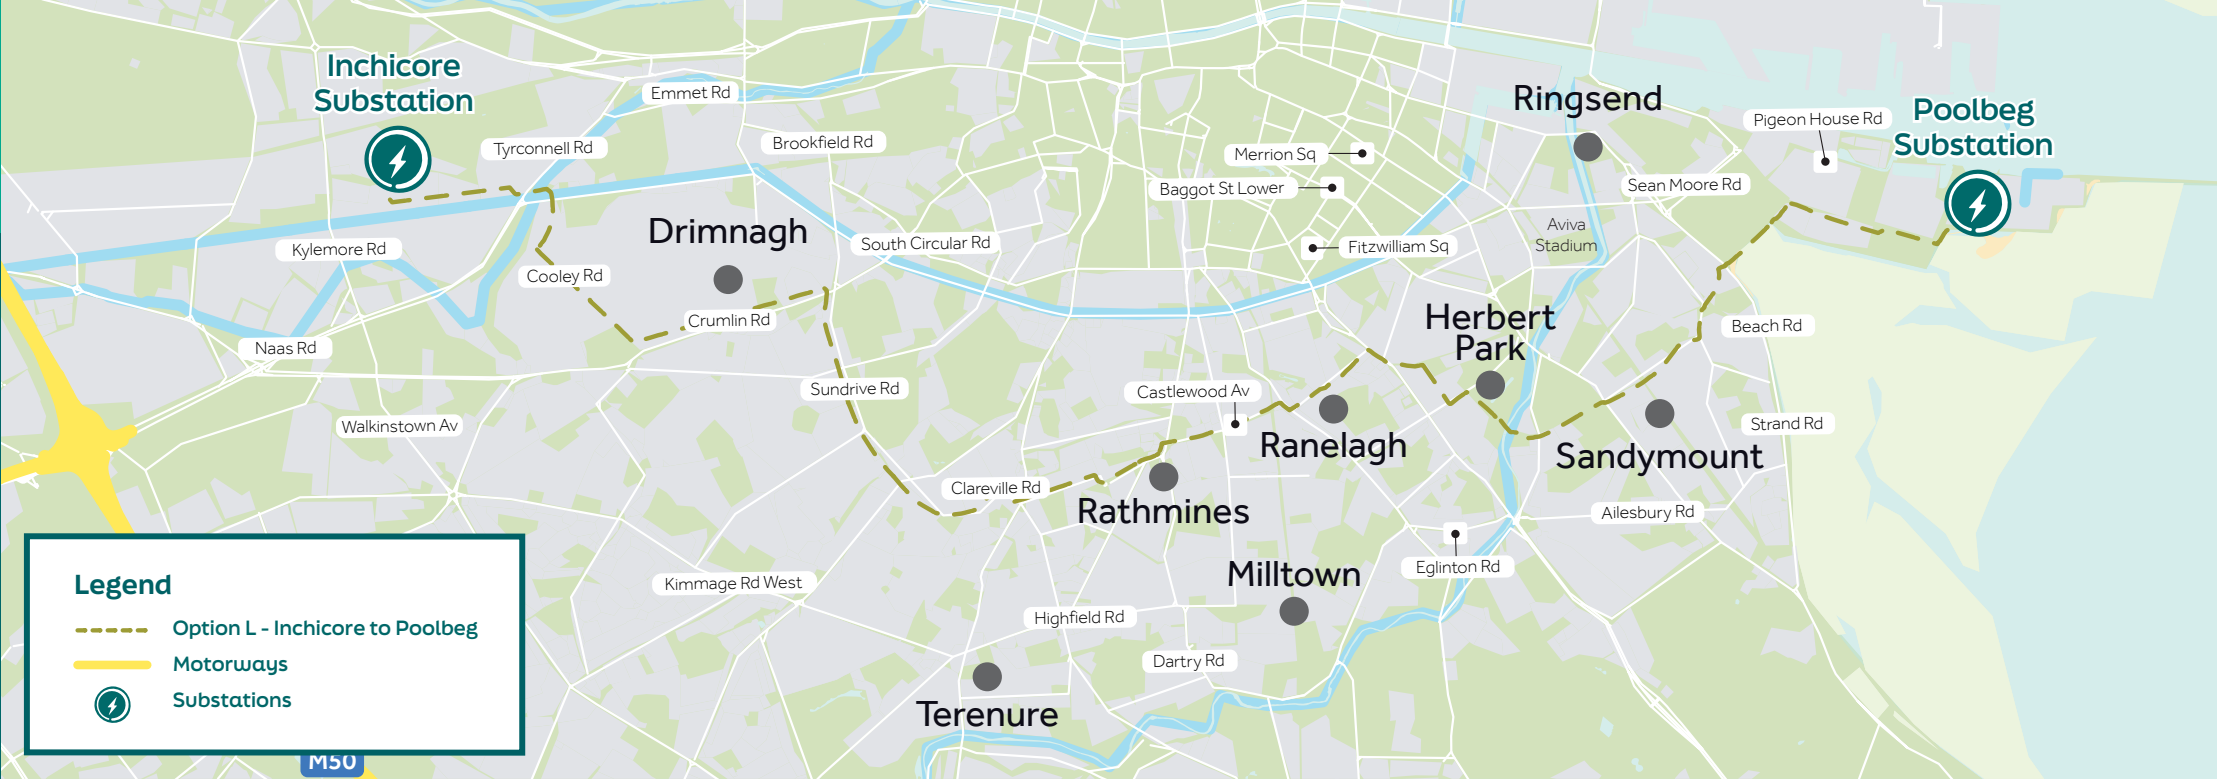 Inchicore
Substation
Emmet Rd
Tyrconnell Rd
Brookfield Rd
Merrion Sq
Baggot St Lower
Ringsend
Pigeon House Rd
Poolbeg
Substation
Sean Moore Rd
Drimnagh
Kylemore Rd
South Circular Rd
Fitzwilliam Sq
Aviva
Stadium
Cooley Rd
Crumlin Rd
Herbert
Park
Beach Rd
Naas Rd
Sundrive Rd
Castlewood Av
Walkinstown Av
Ranelagh
Sandymount
Strand Rd
Clareville Rd
Rathmines
Ailesbury Rd
Eglinton Rd
Milltown
Kimmage Rd West
Highfield Rd
Dartry Rd
Terenure
Legend
Option L - Inchicore to Poolbeg
Motorways
Substations
M50